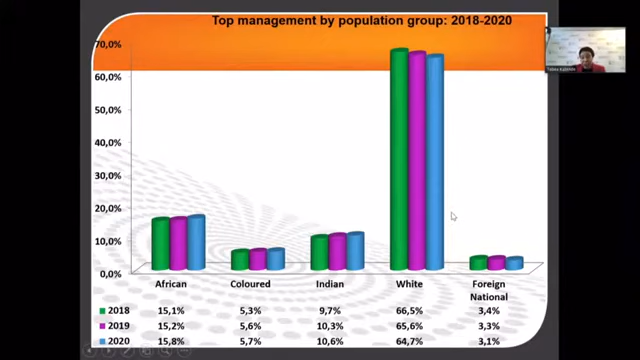 Top management by population group: 2018-2020
70,0%
60,0%
50,0%
40,0%
30,0%
20,0%
10,0%
0,0%
African Coloured Indian White Foreign National
2018 15,1% 5,3% 9,7% 66,5% 3,4%
2019 15,2% 5,6% 10,3% 65,6% 3,3%
2020 15,8% 5,7% 10,6% 64,7% 3,1%